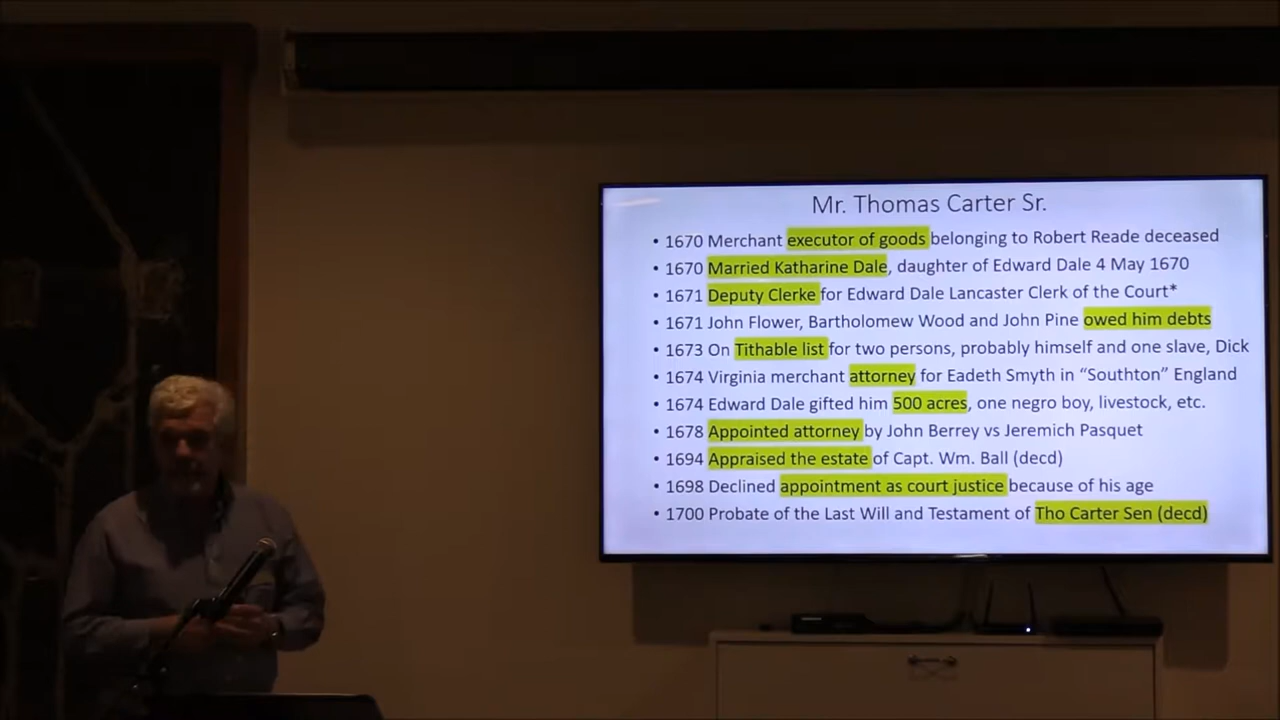 Mr. Thomas Carter Sr.
• 1670 Merchant executor of goods belonging to Robert Reade deceased
• 1670 Married Katharine Dale, daughter of Edward Dale 4 May 1670
• 1671 Deputy Clerke for Edward Dale Lancaster Clerk of the Court*
• 1671 John Flower, Bartholomew Wood and John Pine owed him debts
• 1673 On Tithable list for two persons, probably himself and one slave, Dick
• 1674 Virginia merchant attorney for Eadeth Smyth in “Southton” England
• 1674 Edward Dale gifted him 500 acres, one negro boy, livestock, etc.
• 1678 Appointed attorney by John Berrey vs Jeremich Pasquet
• 1694 Appraised the estate of Capt. Wm. Ball (decd)
• 1698 Declined appointment as court justice because of his age
• 1700 Probate of the Last Will and Testament of Tho Carter Sen (decd)